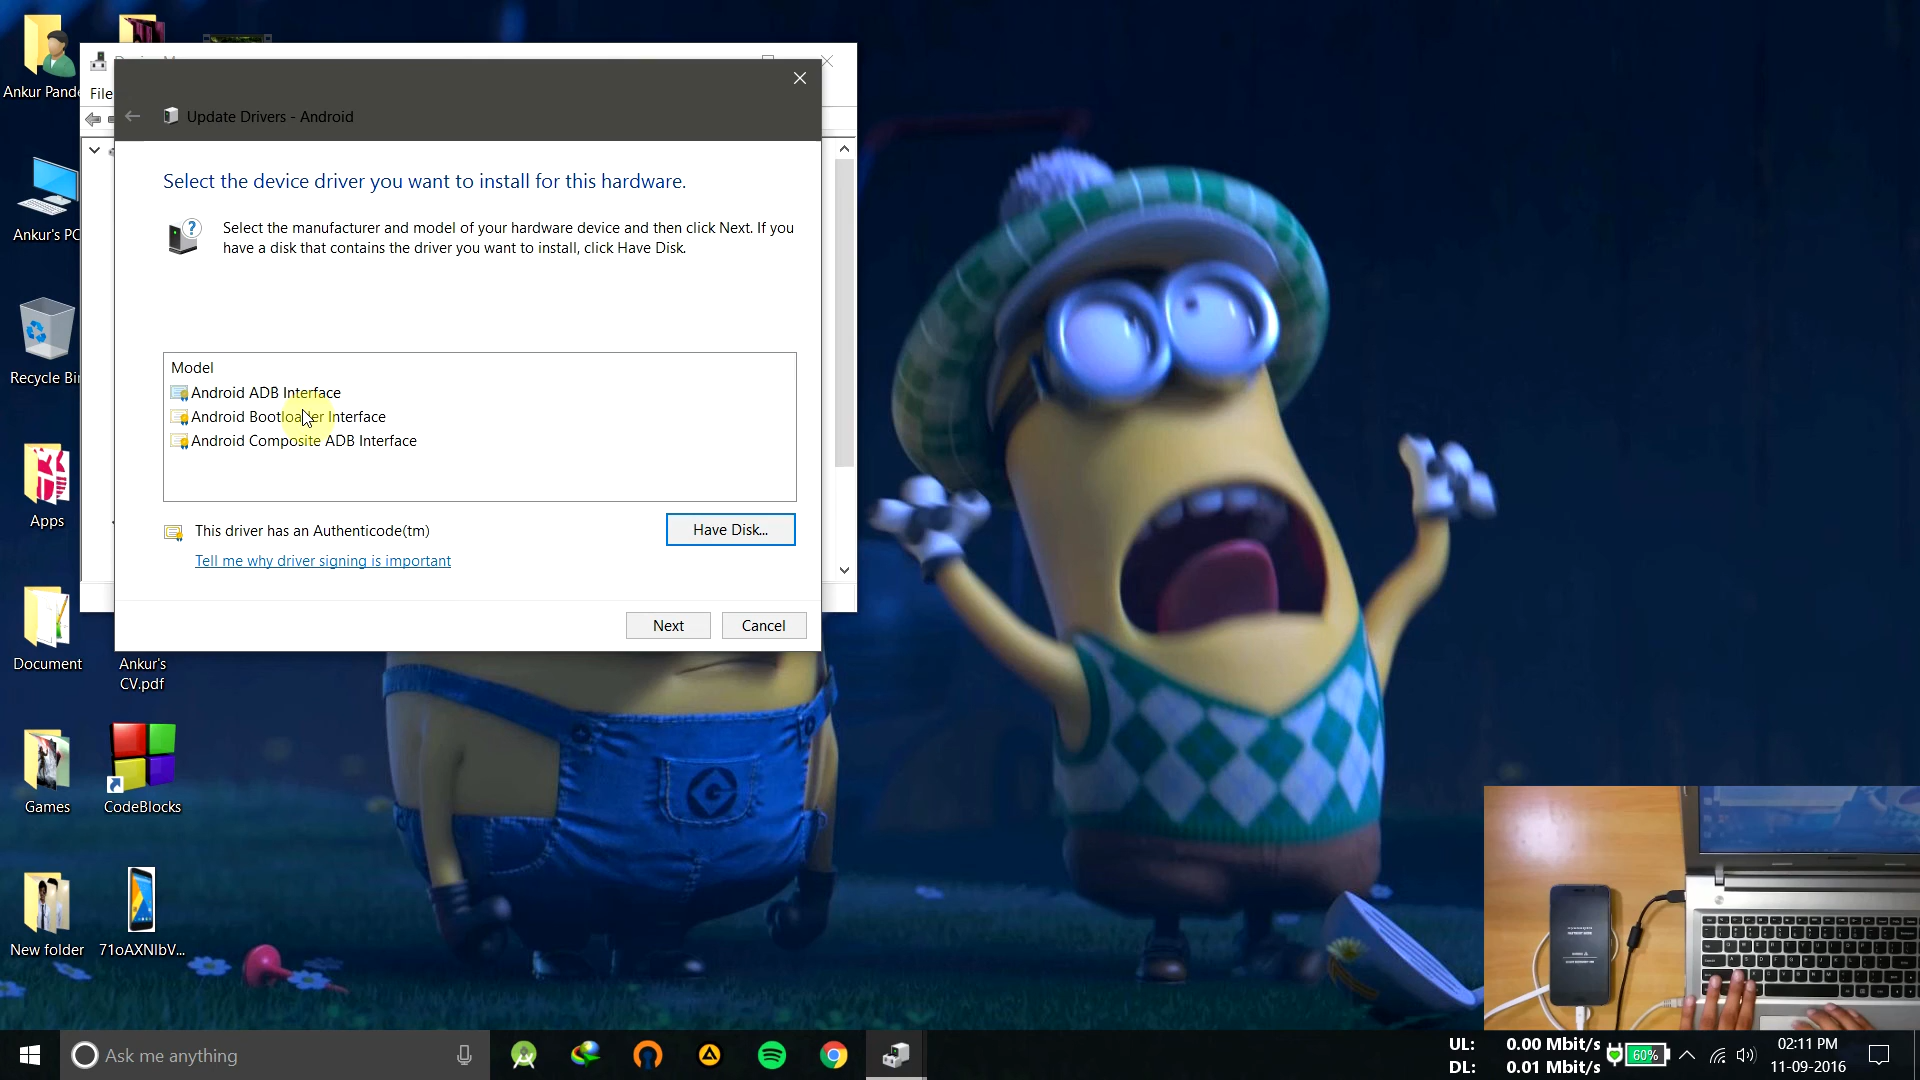 Ankur Pande
Ankur's PC
Recycle Bin
Apps
Document
Ankur's
CV.pdf
Games
CodeBlocks
New folder
71oAXNIbV...
File
Update Drivers - Android
Select the device driver you want to install for this hardware.
Select the manufacturer and model of your hardware device and then click Next. If you
have a disk that contains the driver you want to install, click Have Disk.
Model
Android ADB Interface
Android Bootloader Interface
Android Composite ADB Interface
This driver has an Authenticode(tm)
Have Disk...
Tell me why driver signing is important
Next
Cancel
Ask me anything
UL: 0.00 Mbit/s
DL: 0.01 Mbit/s
60%
02:11 PM
11-09-2016